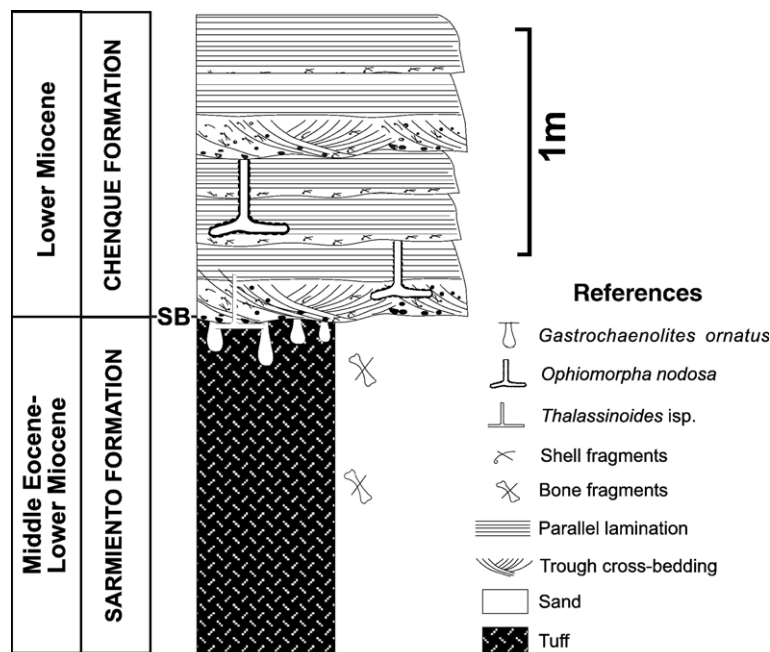 Lower Miocene
CHENQUE FORMATION
Middle Eocene-
Lower Miocene
SARMIENTO FORMATION
SB
1m
References
Gastrochaenolites ornatus
Ophiomorpha nodosa
Thalassinoides isp.
Shell fragments
Bone fragments
Parallel lamination
Trough cross-bedding
Sand
Tuff